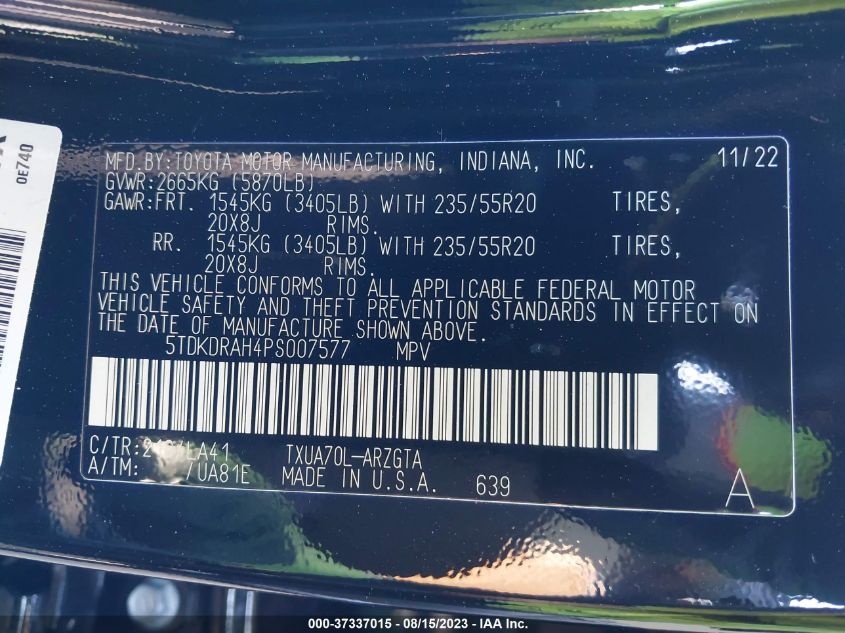 0E740
MFD.BY:TOYOTA MOTOR MANUFACTURING, INDIANA, INC. 11/22
GVWR:2665KG (5870LB)
GAWR:FRT. 1545KG (3405LB) WITH 235/55R20 TIRES,
20X8J RIMS.
RR. 1545KG (3405LB) WITH 235/55R20 TIRES,
20X8J RIMS.
THIS VEHICLE CONFORMS TO ALL APPLICABLE FEDERAL MOTOR
VEHICLE SAFETY AND THEFT PREVENTION STANDARDS IN EFFECT ON
THE DATE OF MANUFACTURE SHOWN ABOVE.
5TDKDRAH4PS007577 MPV
C/TR: TXUA70L-ARZGTA
A/TM: /UA81E MADE IN U.S.A. 639 A
000-37337015 - 08/15/2023 - IAA Inc.